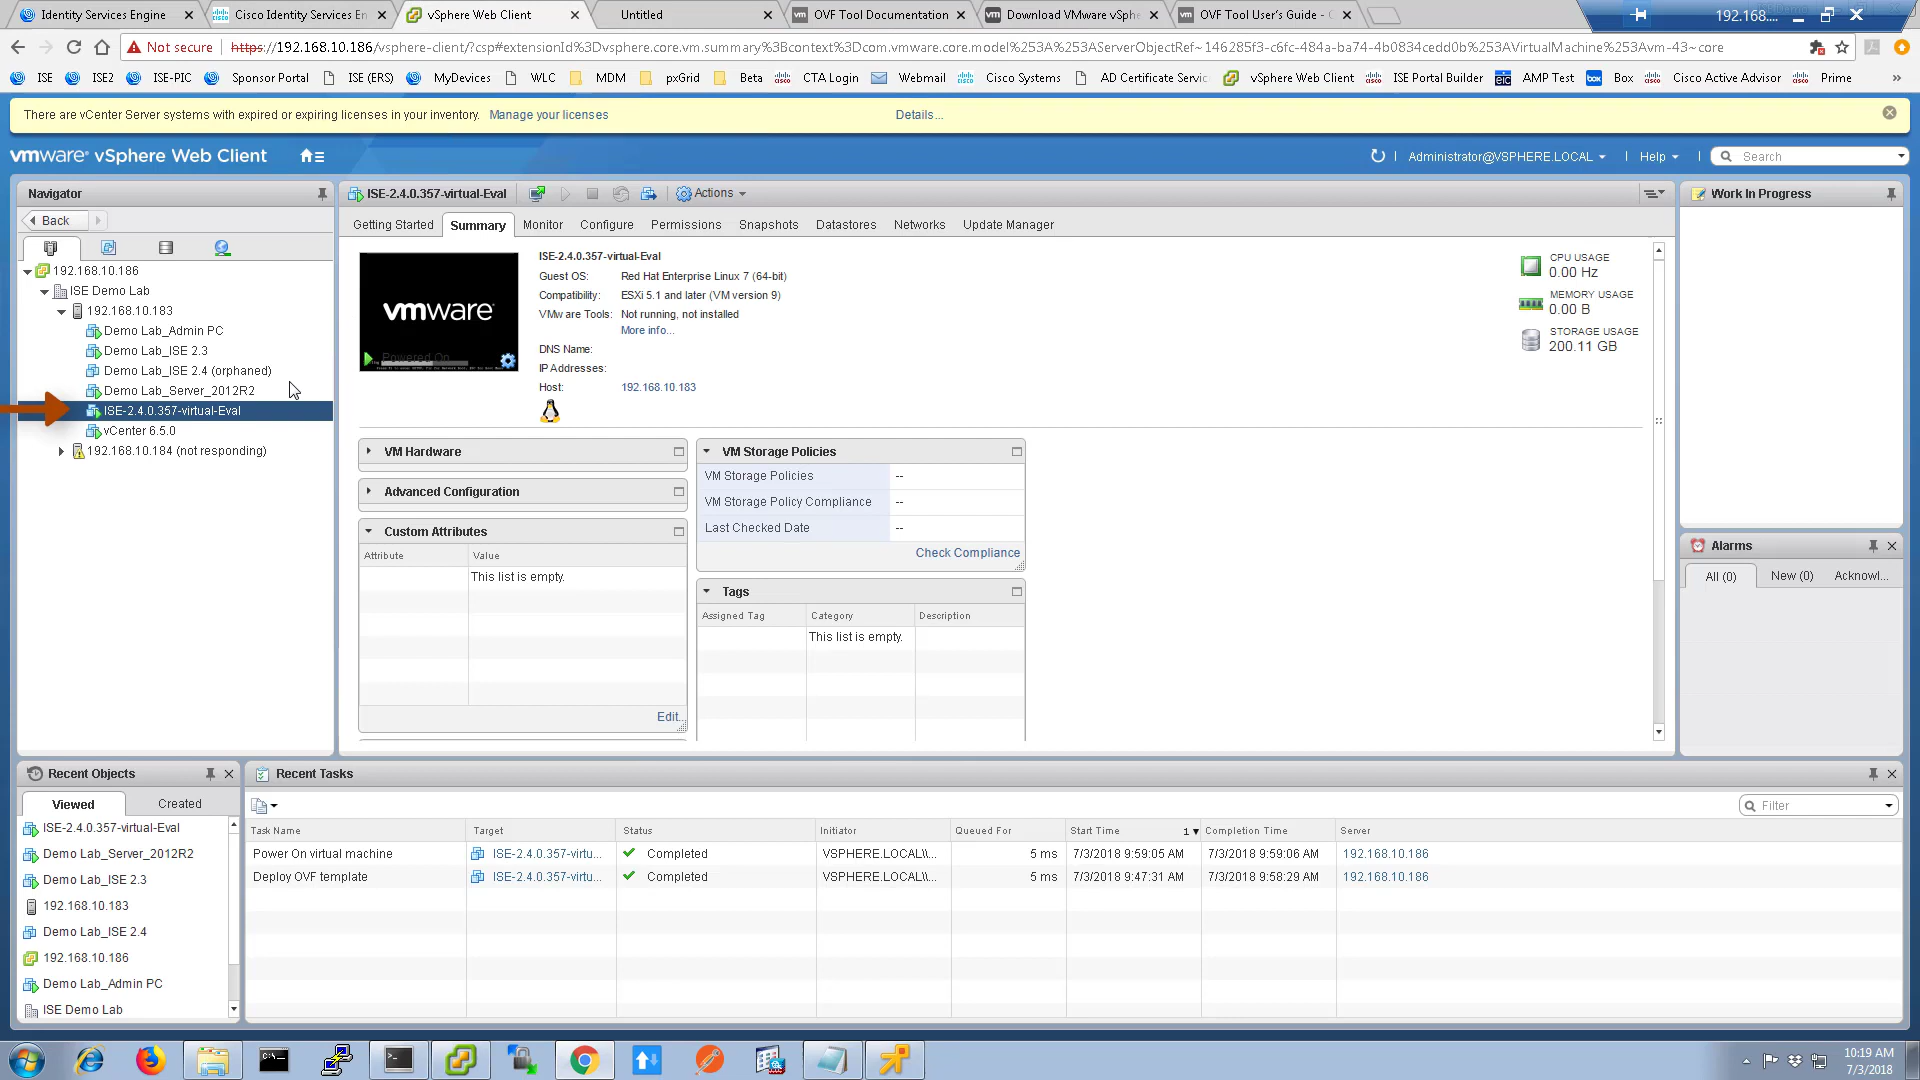 Identity Services Engine
Cisco Identity Services En
vSphere Web Client
Untitled
OVF Tool Documentation
Download VMware vSphe
OVF Tool User's Guide - C
192.168....
Not secure
https://192.168.10.186/vsphere-client/?csp#extensionId%3Dvsphere.core.vm.summary%3Bcontext%3Dcom.vmware.core.model%253A%253AServerObjectRef~146285f3-c6fc-484a-ba74-4b0834cedd0b%253AVirtualMachine%253Avm-43~core
ISE
ISE2
ISE-PIC
Sponsor Portal
ISE (ERS)
MyDevices
WLC
MDM
pxGrid
Beta
CTA Login
Webmail
Cisco Systems
AD Certificate Servic
vSphere Web Client
ISE Portal Builder
AMP Test
Box
Cisco Active Advisor
Prime
»
There are vCenter Server systems with expired or expiring licenses in your inventory.
Manage your licenses
Details...
vmware® vSphere Web Client
Administrator@VSPHERE.LOCAL
Help
Search
Navigator
Back
192.168.10.186
ISE Demo Lab
192.168.10.183
Demo Lab_Admin PC
Demo Lab_ISE 2.3
Demo Lab_ISE 2.4 (orphaned)
Demo Lab_Server_2012R2
ISE-2.4.0.357-virtual-Eval
vCenter 6.5.0
192.168.10.184 (not responding)
ISE-2.4.0.357-virtual-Eval
Actions
Getting Started
Summary
Monitor
Configure
Permissions
Snapshots
Datastores
Networks
Update Manager
vmware®
Powered On
ISE-2.4.0.357-virtual-Eval
Guest OS: Red Hat Enterprise Linux 7 (64-bit)
Compatibility: ESXi 5.1 and later (VM version 9)
VMware Tools: Not running, not installed
More info...
DNS Name:
IP Addresses:
Host: 192.168.10.183
CPU USAGE
0.00 Hz
MEMORY USAGE
0.00 B
STORAGE USAGE
200.11 GB
VM Hardware
Advanced Configuration
Custom Attributes
Attribute Value
This list is empty.
Edit...
VM Storage Policies
VM Storage Policies --
VM Storage Policy Compliance --
Last Checked Date --
Check Compliance
Tags
Assigned Tag Category Description
This list is empty.
Work In Progress
Alarms
All (0)
New (0)
Acknowl...
Recent Objects
Viewed
Created
ISE-2.4.0.357-virtual-Eval
Demo Lab_Server_2012R2
Demo Lab_ISE 2.3
192.168.10.183
Demo Lab_ISE 2.4
192.168.10.186
Demo Lab_Admin PC
ISE Demo Lab
Recent Tasks
Filter
Task Name Target Status Initiator Queued For Start Time 1 Completion Time Server
Power On virtual machine ISE-2.4.0.357-virtu... Completed VSPHERE.LOCAL\\... 5 ms 7/3/2018 9:59:05 AM 7/3/2018 9:59:06 AM 192.168.10.186
Deploy OVF template ISE-2.4.0.357-virtu... Completed VSPHERE.LOCAL\\... 5 ms 7/3/2018 9:47:31 AM 7/3/2018 9:58:29 AM 192.168.10.186
10:19 AM
7/3/2018